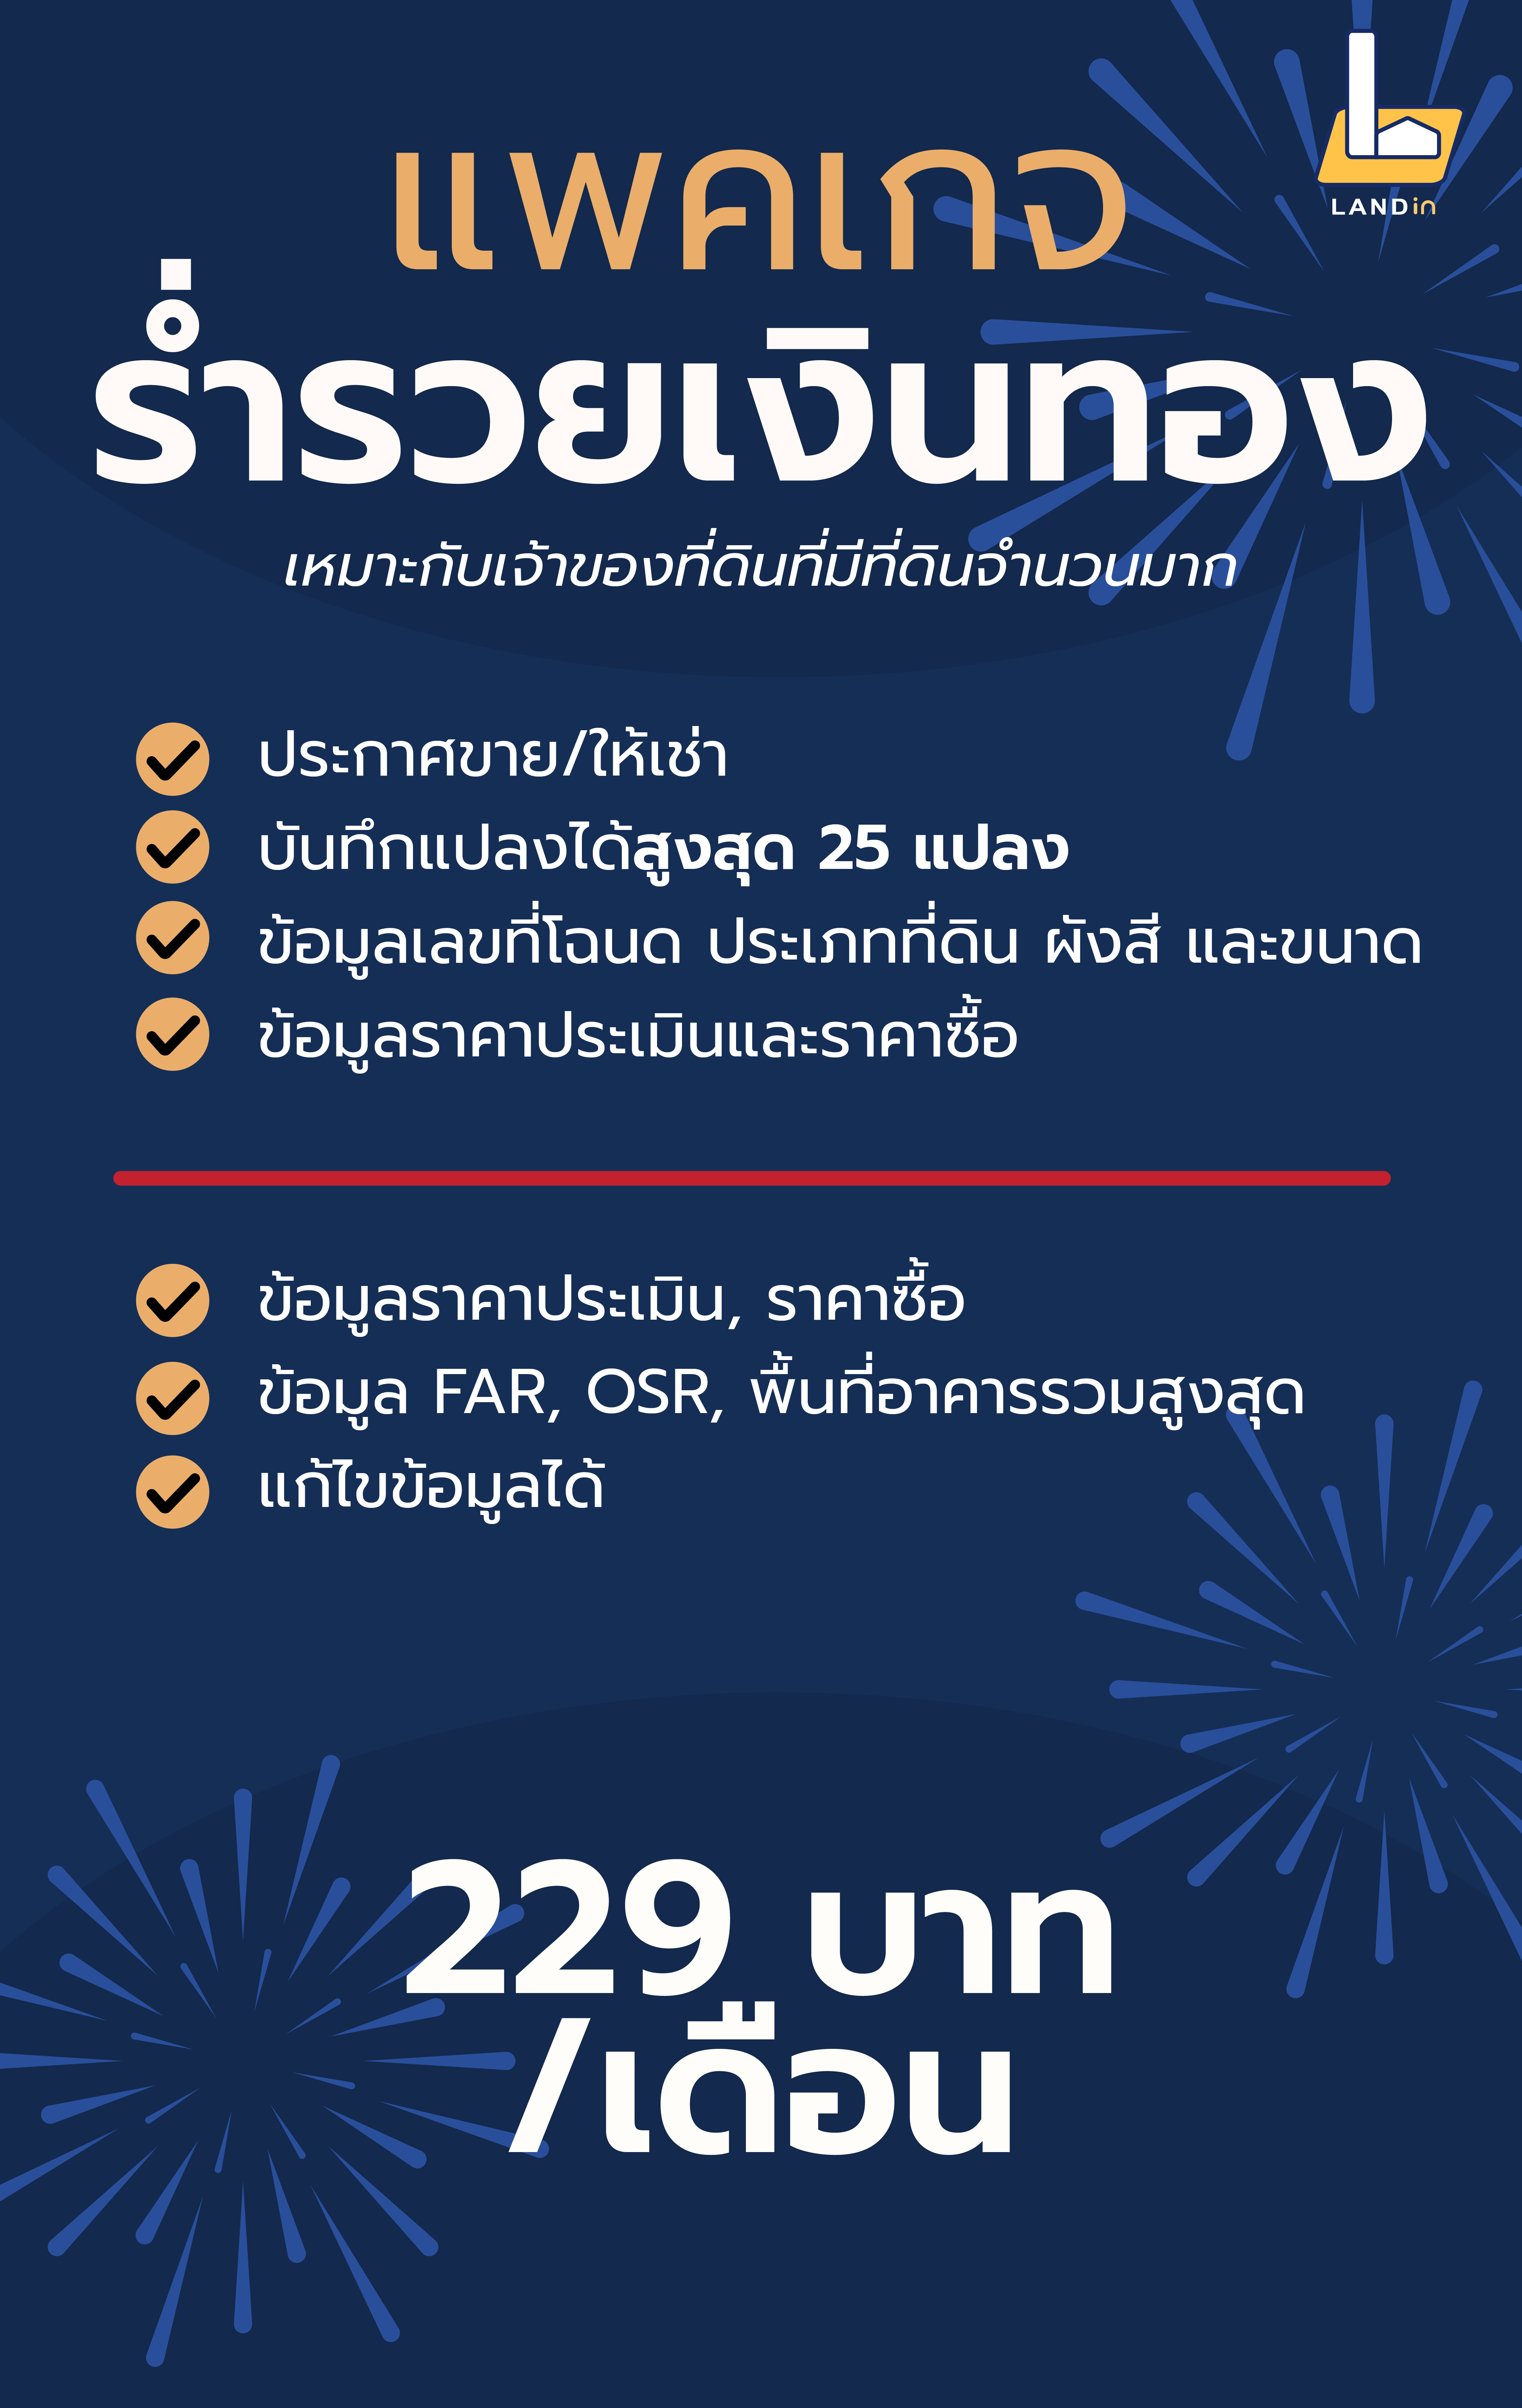 LANDin
แพคเกจ
ร่ำรวยเงินทอง
เหมาะกับเจ้าของที่ดินที่มีที่ดินจำนวนมาก
ประกาศขาย/ให้เช่า
บันทึกแปลงได้สูงสุด 25 แปลง
ข้อมูลเลขที่โฉนด ประเภทที่ดิน ผังสี และขนาด
ข้อมูลราคาประเมินและราคาซื้อ
ข้อมูลราคาประเมิน, ราคาซื้อ
ข้อมูล FAR, OSR, พื้นที่อาคารรวมสูงสุด
แก้ไขข้อมูลได้
229 บาท
/เดือน